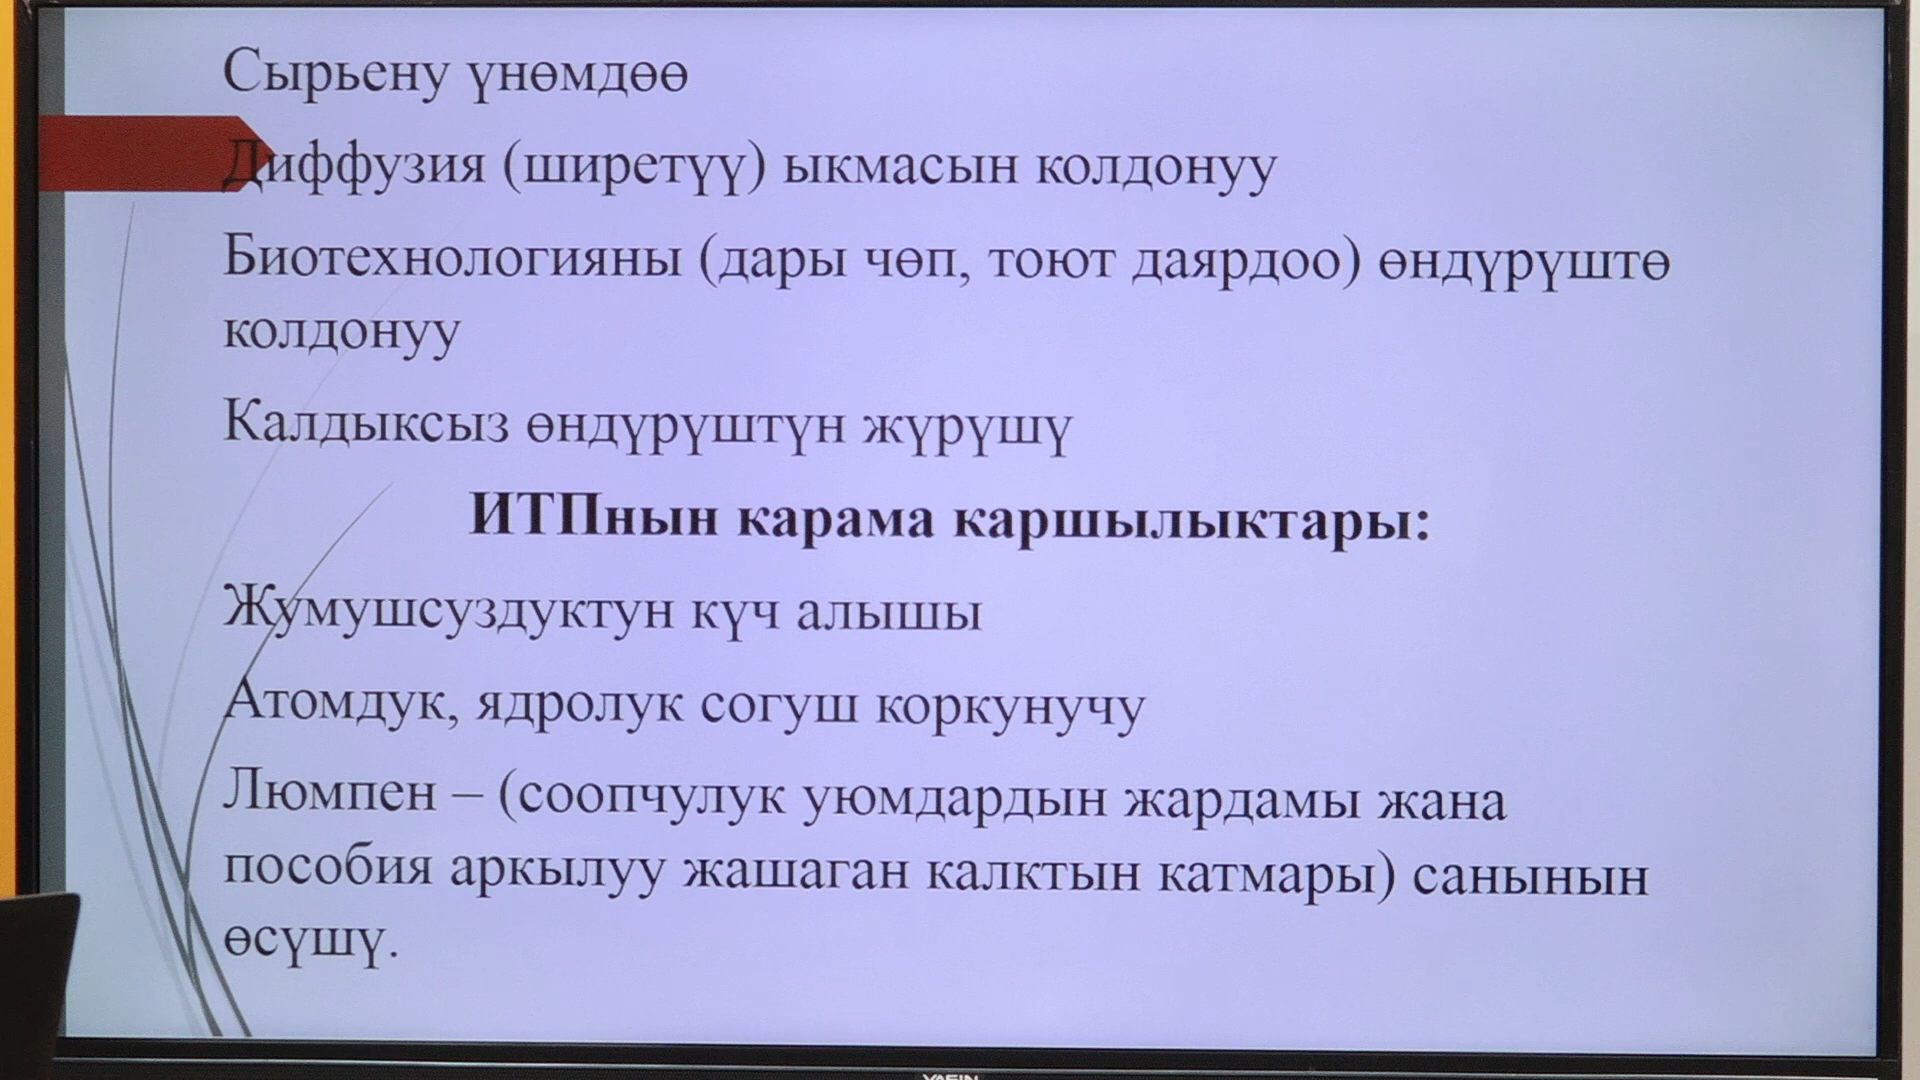 Сырьену үнөмдөө
Диффузия (ширетүү) ыкмасын колдонуу
Биотехнологияны (дары чөп, тоют даярдоо) өндүрүштө
колдонуу
Калдыксыз өндүрүштүн жүрүшү
ИТПнын карама каршылыктары:
Жумушсуздуктун күч алышы
Атомдук, ядролук согуш коркунучу
Люмпен – (соопчулук уюмдардын жардамы жана
пособия аркылуу жашаган калктын катмары) санынын
өсүшү.